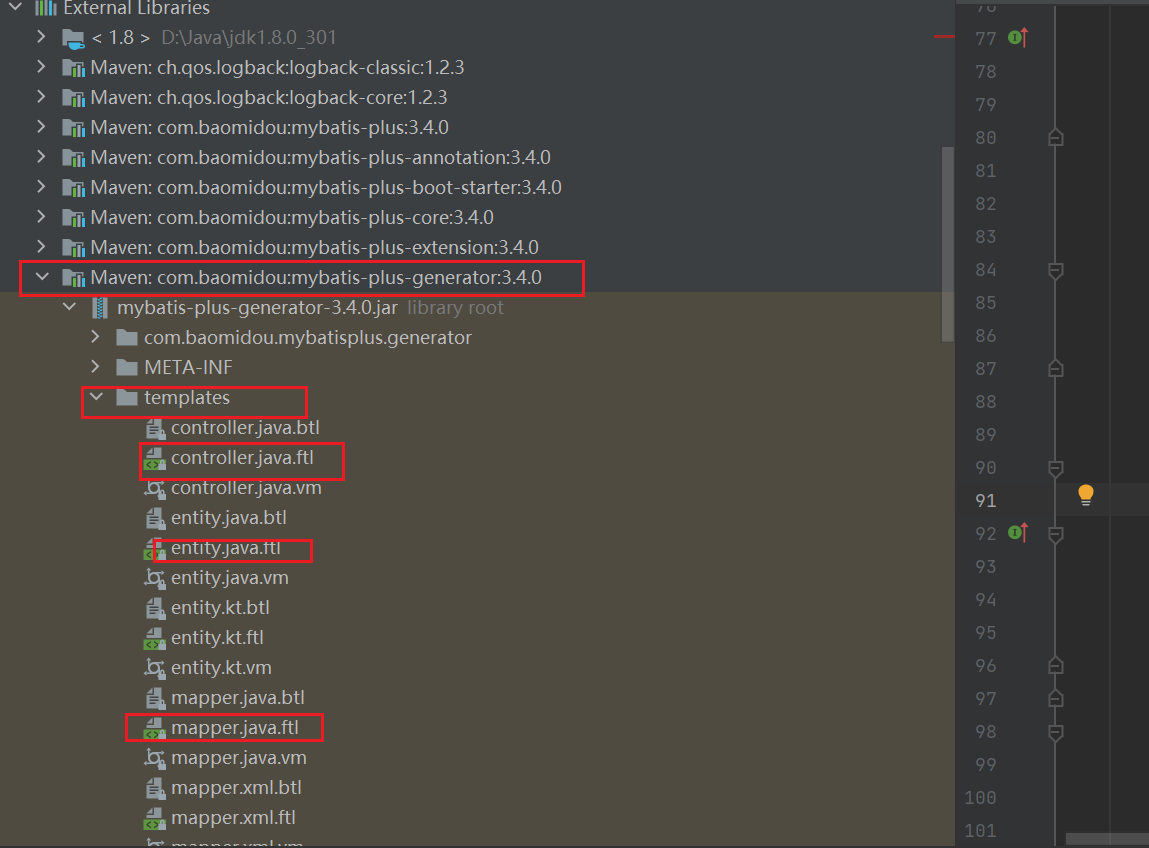 External Libraries
< 1.8 > D:\Java\jdk1.8.0_301
Maven: ch.qos.logback:logback-classic:1.2.3
Maven: ch.qos.logback:logback-core:1.2.3
Maven: com.baomidou:mybatis-plus:3.4.0
Maven: com.baomidou:mybatis-plus-annotation:3.4.0
Maven: com.baomidou:mybatis-plus-boot-starter:3.4.0
Maven: com.baomidou:mybatis-plus-core:3.4.0
Maven: com.baomidou:mybatis-plus-extension:3.4.0
Maven: com.baomidou:mybatis-plus-generator:3.4.0
mybatis-plus-generator-3.4.0.jar library root
com.baomidou.mybatisplus.generator
META-INF
templates
controller.java.btl
controller.java.ftl
controller.java.vm
entity.java.btl
entity.java.ftl
entity.java.vm
entity.kt.btl
entity.kt.ftl
entity.kt.vm
mapper.java.btl
mapper.java.ftl
mapper.java.vm
mapper.xml.btl
mapper.xml.ftl
mapper.xml.vm
76
77
78
79
80
81
82
83
84
85
86
87
88
89
90
91
92
93
94
95
96
97
98
99
100
101